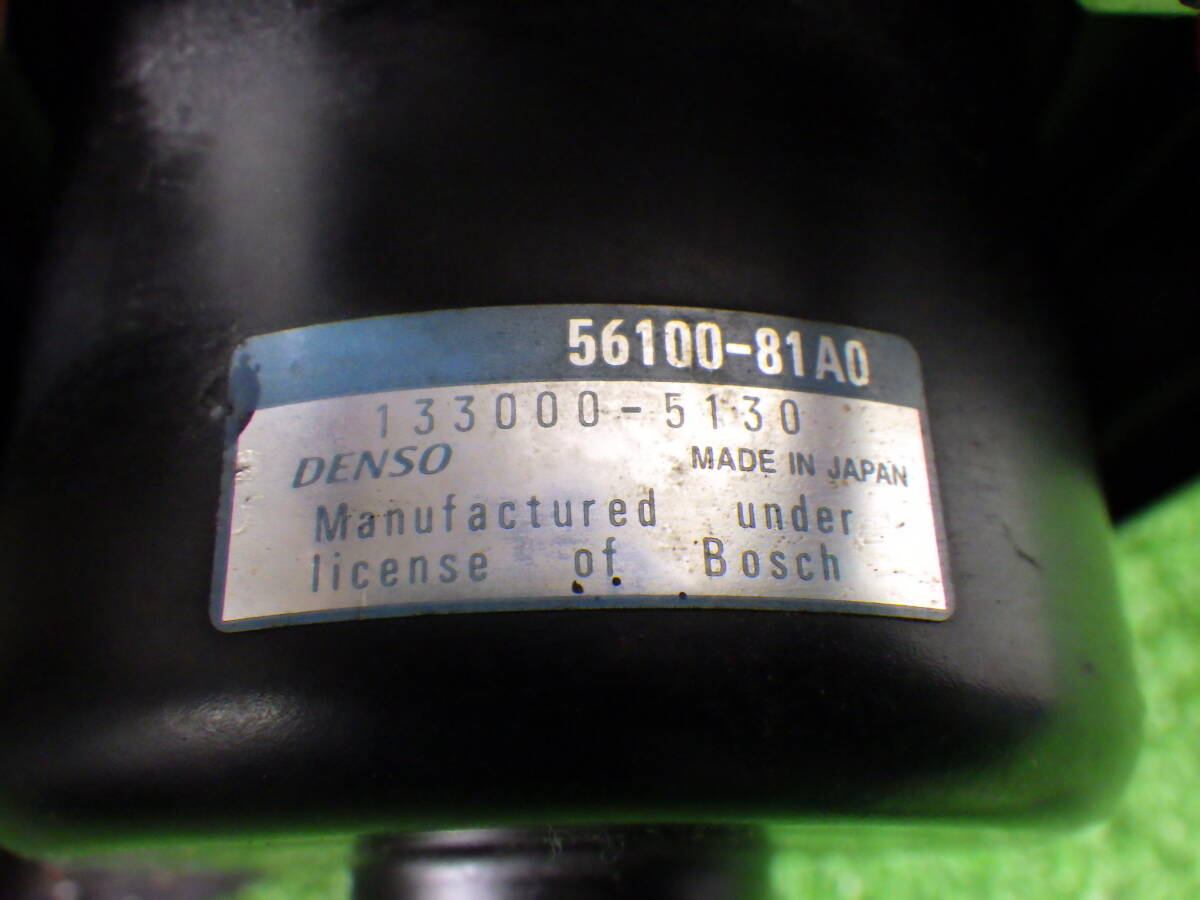 56100-81A0
133000-5130
DENSO MADE IN JAPAN
Manufactured under
license of Bosch